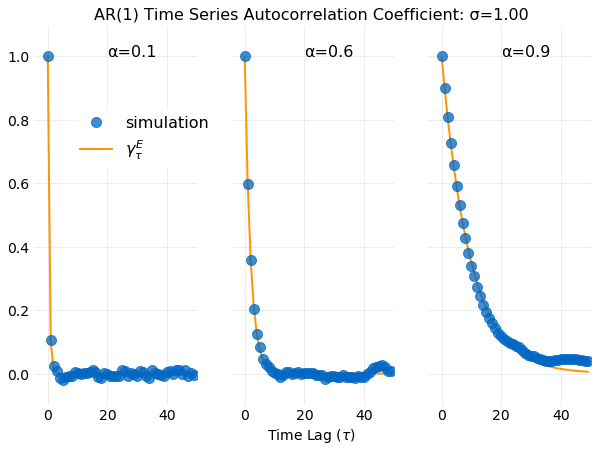 AR(1) Time Series Autocorrelation Coefficient: σ=1.00
α=0.1 α=0.6 α=0.9
simulation
γ_τ^E
1.0
0.8
0.6
0.4
0.2
0.0
0 20 40 0 20 40 0 20 40
Time Lag (τ)